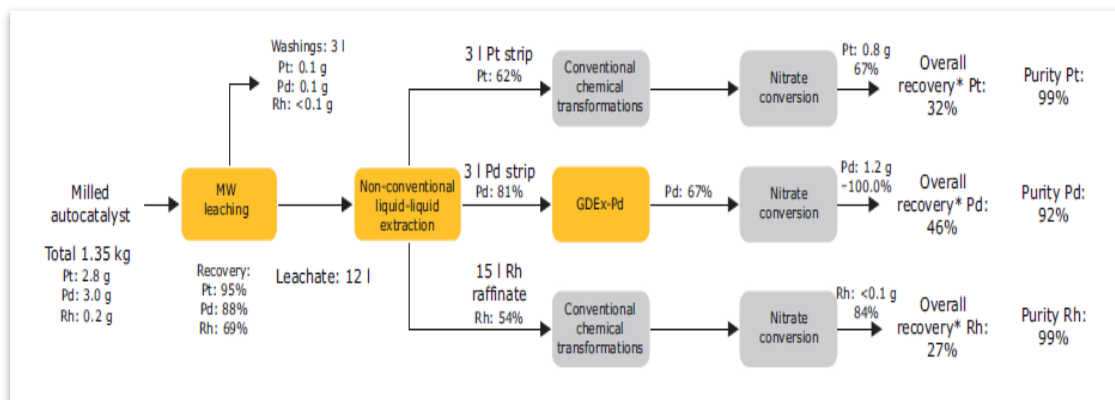 Washings: 3 l
Pt: 0.1 g
Pd: 0.1 g
Rh: <0.1 g
3 l Pt strip
Pt: 62%
Conventional
chemical
transformations
Nitrate
conversion
Pt: 0.8 g
67%
Overall
recovery* Pt:
32%
Purity Pt:
99%
Milled
autocatalyst
Total 1.35 kg
Pt: 2.8 g
Pd: 3.0 g
Rh: 0.2 g
MW
leaching
Recovery:
Pt: 95%
Pd: 88%
Rh: 69%
Leachate: 12 l
Non-conventional
liquid-liquid
extraction
3 l Pd strip
Pd: 81%
GDEx-Pd
Pd: 67%
Nitrate
conversion
Pd: 1.2 g
~100.0%
Overall
recovery* Pd:
46%
Purity Pd:
92%
15 l Rh
raffinate
Rh: 54%
Conventional
chemical
transformations
Nitrate
conversion
Rh: <0.1 g
84%
Overall
recovery* Rh:
27%
Purity Rh:
99%